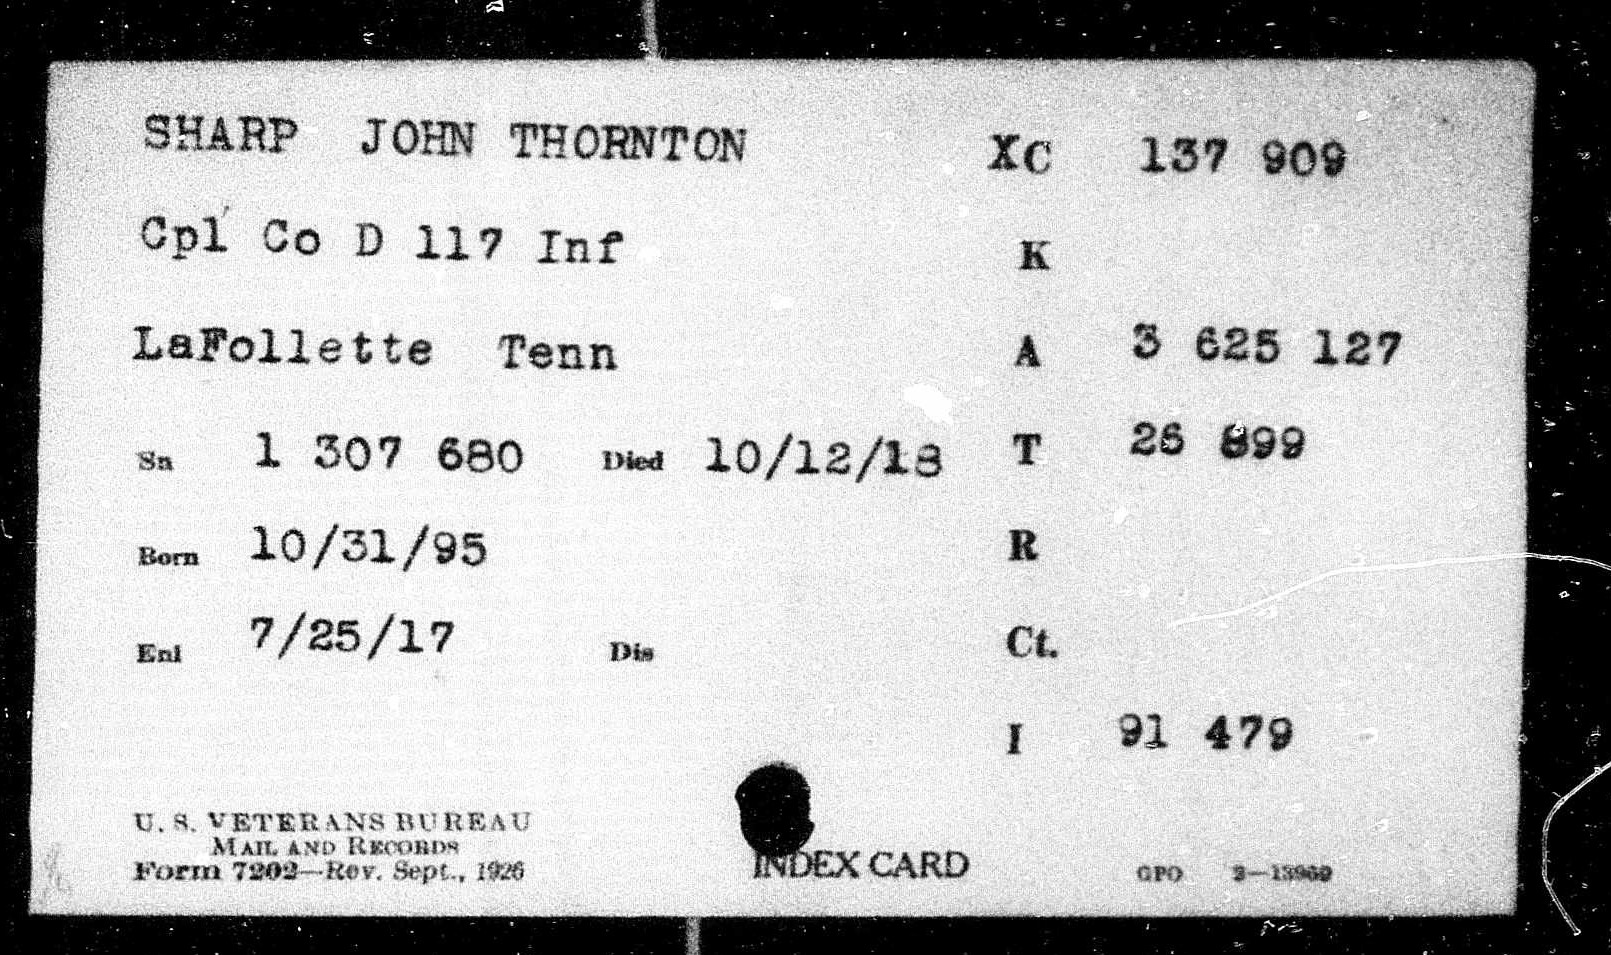 SHARP JOHN THORNTON XC 137 909
Cpl Co D 117 Inf K
LaFollette Tenn A 3 625 127
Sn 1 307 680 Died 10/12/18 T 26 899
Born 10/31/95 R
Enl 7/25/17 Dis Ct.
I 91 479
U. S. VETERANS BUREAU
MAIL AND RECORDS
Form 7202—Rev. Sept., 1926 INDEX CARD GPO